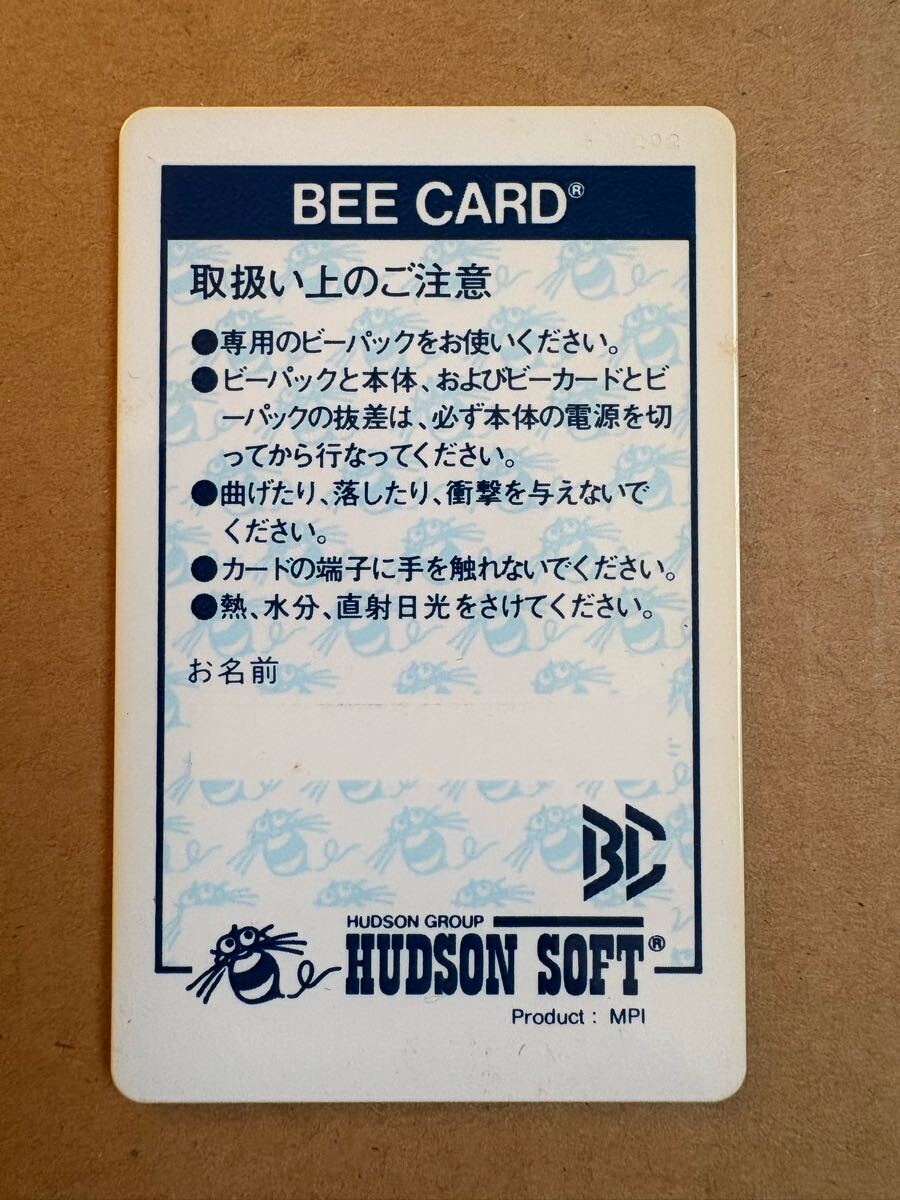 BEE CARD®
取扱い上のご注意
●専用のビーパックをお使いください。
●ビーパックと本体、およびビーカードとビ
ーパックの抜差は、必ず本体の電源を切
ってから行なってください。
●曲げたり、落したり、衝撃を与えないで
ください。
●カードの端子に手を触れないでください。
●熱、水分、直射日光をさけてください。
お名前
BC
HUDSON GROUP
HUDSON SOFT®
Product : MPI